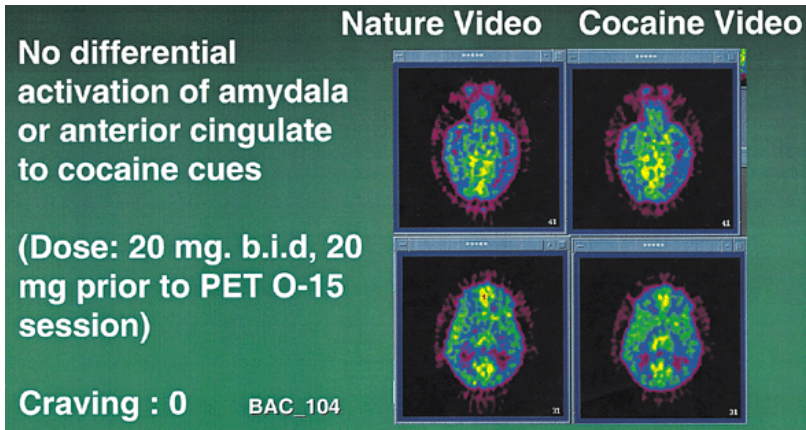 Nature Video
Cocaine Video
No differential
activation of amydala
or anterior cingulate
to cocaine cues
(Dose: 20 mg. b.i.d, 20
mg prior to PET O-15
session)
Craving : 0
BAC_104
41
41
31
31